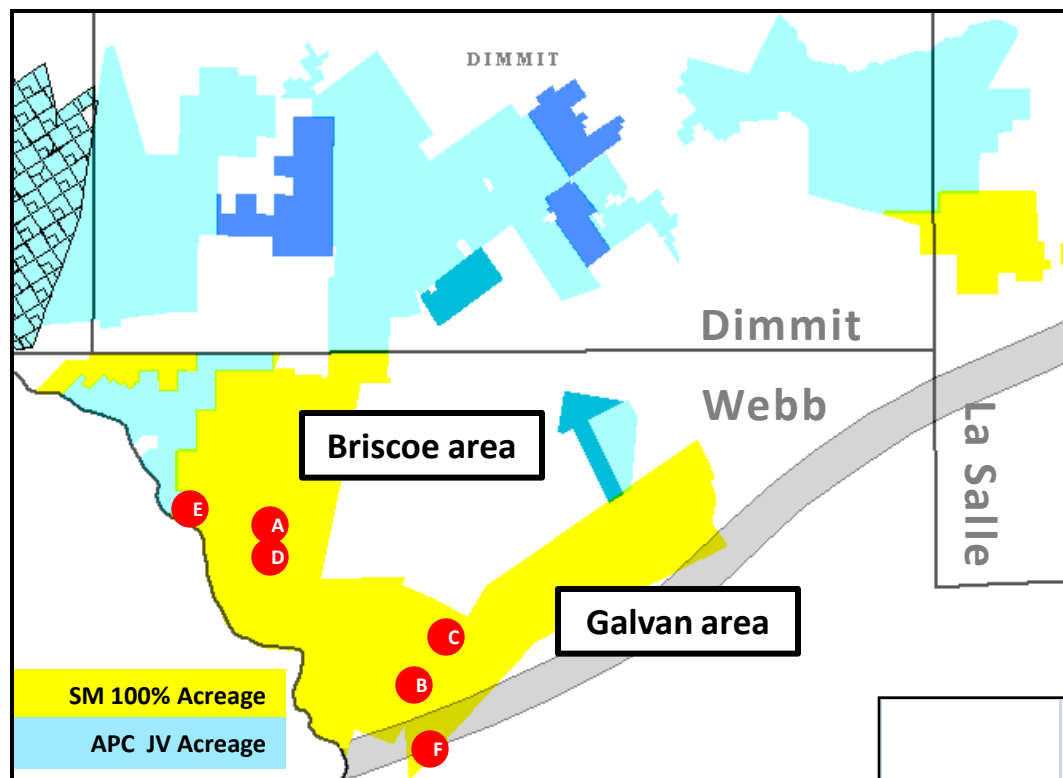 DIMMIT
Dimmit
Webb
La Salle
Briscoe area
E
A
D
Galvan area
C
B
F
SM 100% Acreage
APC JV Acreage